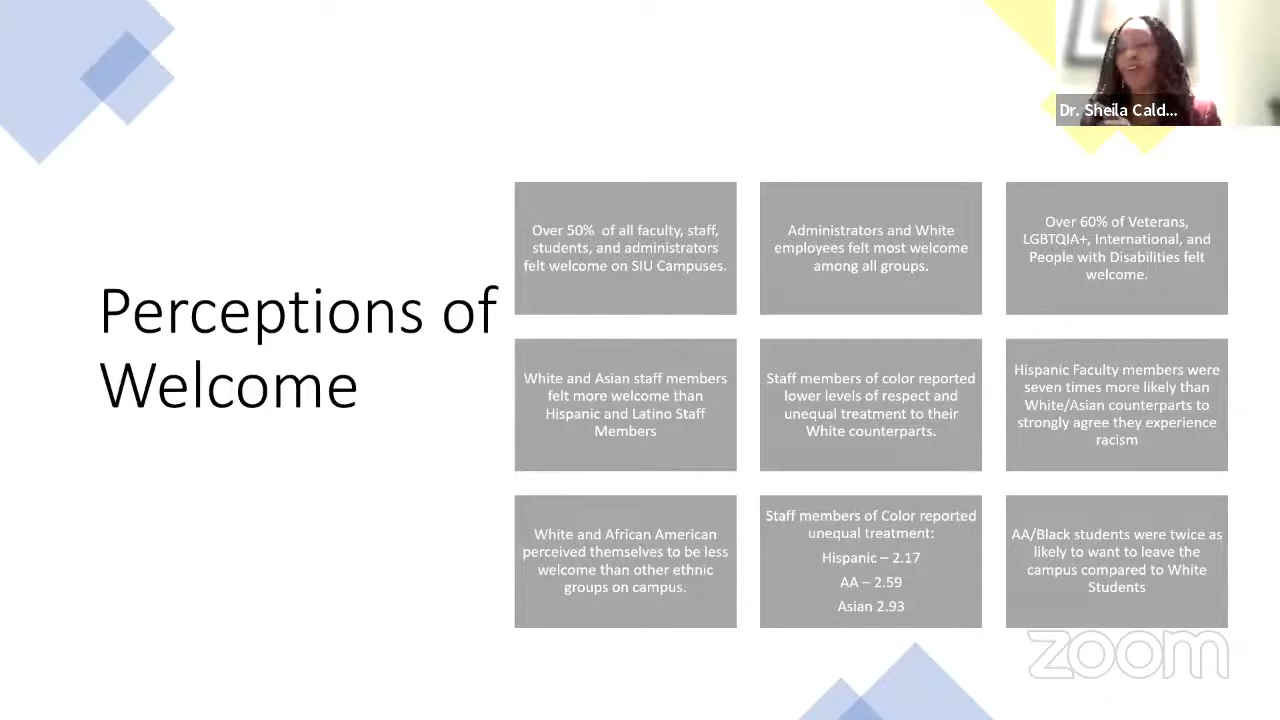 Dr. Sheila Cald...
Perceptions of
Welcome
Over 50% of all faculty, staff,
students, and administrators
felt welcome on SIU Campuses.
Administrators and White
employees felt most welcome
among all groups.
Over 60% of Veterans,
LGBTQIA+, International, and
People with Disabilities felt
welcome.
White and Asian staff members
felt more welcome than
Hispanic and Latino Staff
Members
Staff members of color reported
lower levels of respect and
unequal treatment to their
White counterparts.
Hispanic Faculty members were
seven times more likely than
White/Asian counterparts to
strongly agree they experience
racism
White and African American
perceived themselves to be less
welcome than other ethnic
groups on campus.
Staff members of Color reported
unequal treatment:
Hispanic – 2.17
AA – 2.59
Asian 2.93
AA/Black students were twice as
likely to want to leave the
campus compared to White
Students
zoom